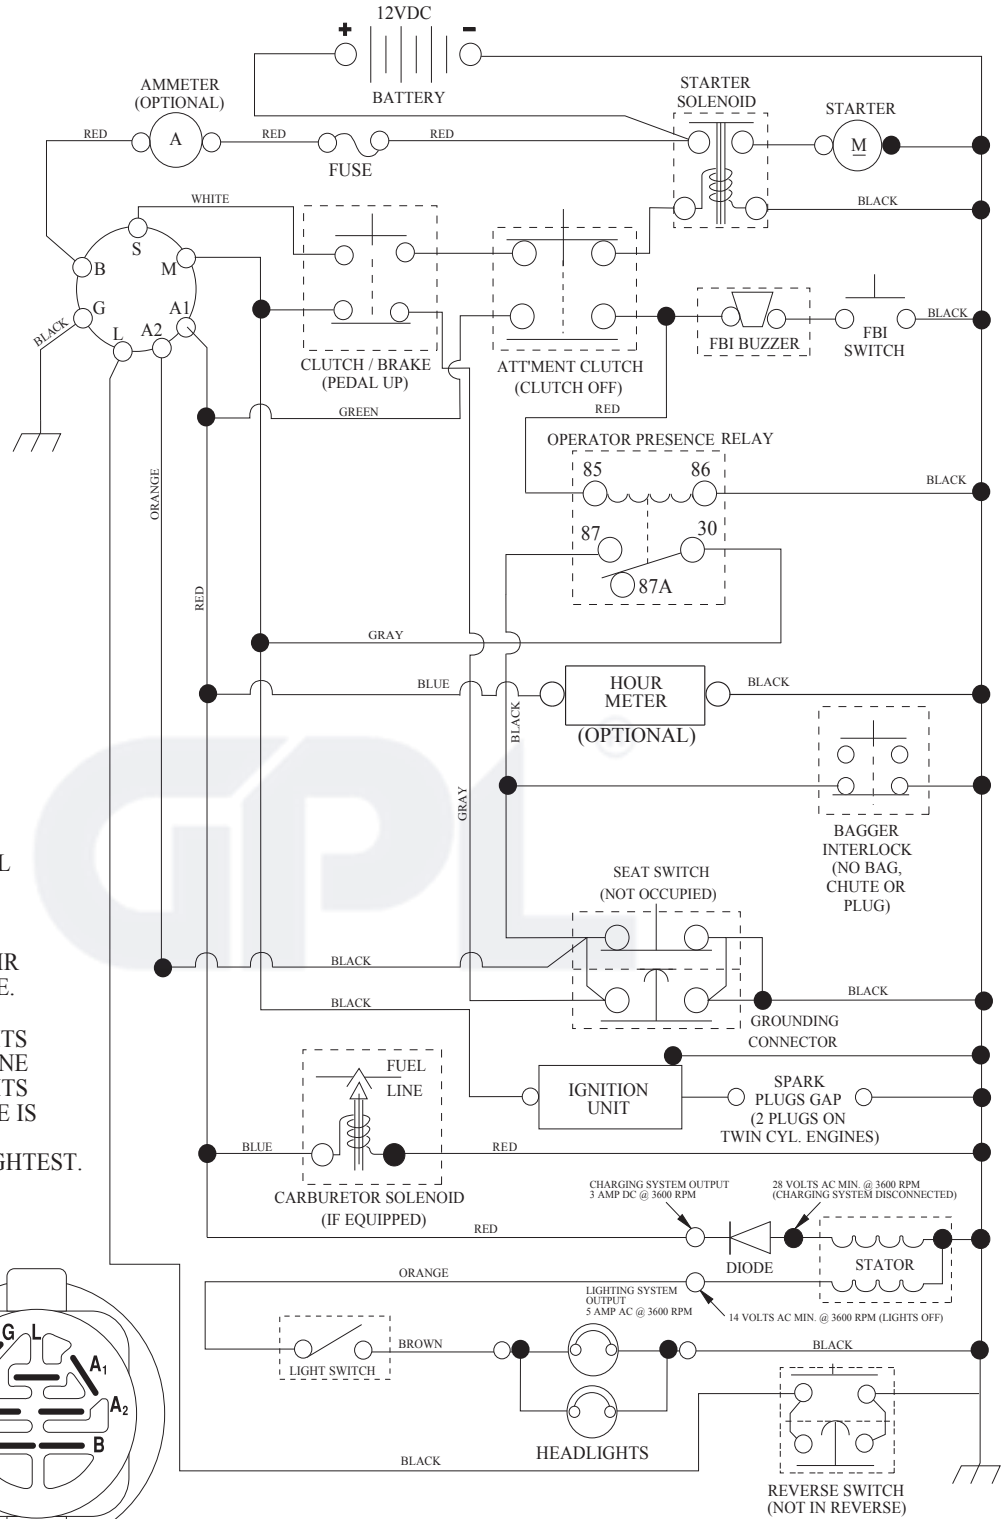 12VDC
+
-
BATTERY
AMMETER
(OPTIONAL)
STARTER
SOLENOID
STARTER
RED
A
RED
RED
M
FUSE
WHITE
BLACK
S
B
M
G
A1
L
A2
BLACK
CLUTCH / BRAKE
(PEDAL UP)
ATT'MENT CLUTCH
(CLUTCH OFF)
FBI BUZZER
FBI
SWITCH
BLACK
GREEN
RED
OPERATOR PRESENCE RELAY
85
86
BLACK
ORANGE
87
30
87A
RED
GRAY
BLUE
HOUR
METER
BLACK
(OPTIONAL)
BLACK
GRAY
BAGGER
INTERLOCK
(NO BAG,
CHUTE OR
PLUG)
GPL
®
SEAT SWITCH
(NOT OCCUPIED)
BLACK
BLACK
BLACK
GROUNDING
CONNECTOR
L
IR
E.
TS
NE
TS
E IS
GHTEST.
FUEL
LINE
IGNITION
UNIT
SPARK
PLUGS GAP
(2 PLUGS ON
TWIN CYL. ENGINES)
BLUE
RED
CARBURETOR SOLENOID
(IF EQUIPPED)
CHARGING SYSTEM OUTPUT
3 AMP DC @ 3600 RPM
28 VOLTS AC MIN. @ 3600 RPM
(CHARGING SYSTEM DISCONNECTED)
RED
DIODE
STATOR
ORANGE
LIGHTING SYSTEM
OUTPUT
5 AMP AC @ 3600 RPM
14 VOLTS AC MIN. @ 3600 RPM (LIGHTS OFF)
BROWN
LIGHT SWITCH
BLACK
HEADLIGHTS
BLACK
REVERSE SWITCH
(NOT IN REVERSE)
G
L
A1
A2
B